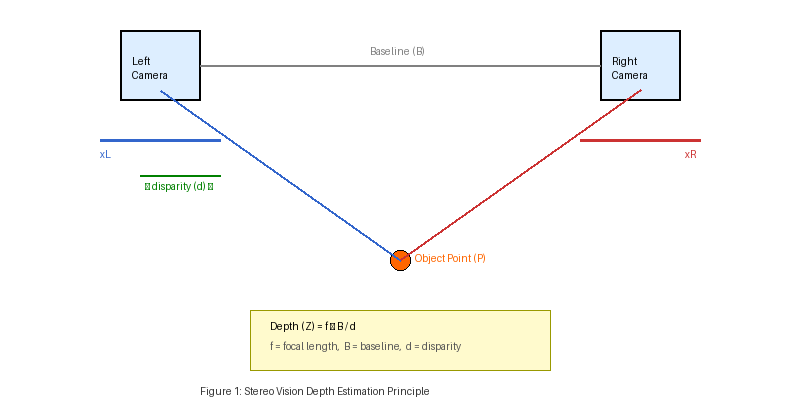 Baseline (B)
Left
Camera
Right
Camera
xL
xR
disparity (d)
Object Point (P)
Depth (Z) = f B / d
f = focal length, B = baseline, d = disparity
Figure 1: Stereo Vision Depth Estimation Principle